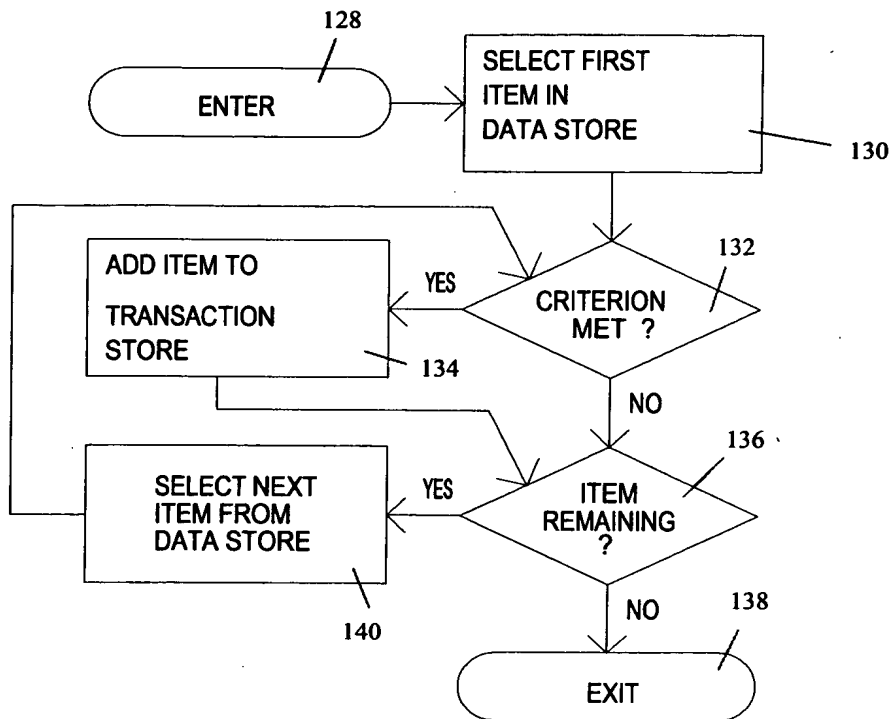 128
ENTER
SELECT FIRST
ITEM IN
DATA STORE
130
ADD ITEM TO
TRANSACTION
STORE
134
YES
CRITERION
MET ?
132
NO
136
SELECT NEXT
ITEM FROM
DATA STORE
140
YES
ITEM
REMAINING
?
NO
138
EXIT